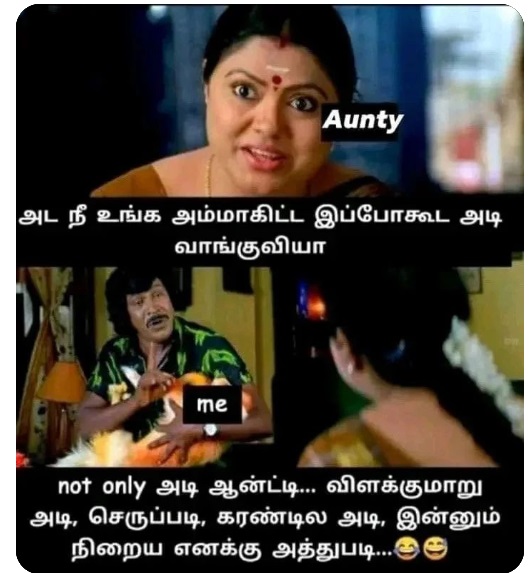 Aunty
அட நீ உங்க அம்மாகிட்ட இப்போகூட அடி
வாங்குவியா
me
not only அடி ஆன்ட்டி... விளக்குமாறு
அடி, செருப்படி, கரண்டில அடி, இன்னும்
நிறைய எனக்கு அத்துபடி...😂😅